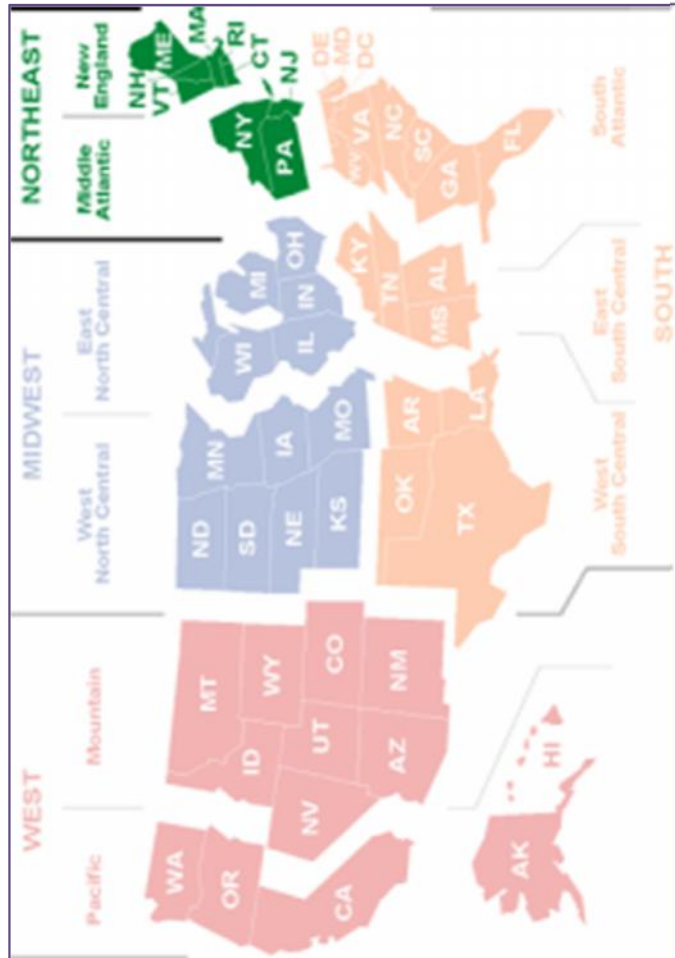 WEST
MIDWEST
NORTHEAST
Pacific
Mountain
West
North Central
East
North Central
Middle
Atlantic
New
England
WA
OR
CA
NV
ID
MT
WY
UT
CO
AZ
NM
AK
HI
ND
SD
NE
KS
MN
IA
MO
WI
IL
MI
IN
OH
NY
PA
NJ
NH
VT
ME
MA
RI
CT
OK
TX
AR
LA
KY
TN
MS
AL
DE
MD
DC
WV
VA
NC
SC
GA
FL
West
South Central
East
South Central
South
Atlantic
SOUTH